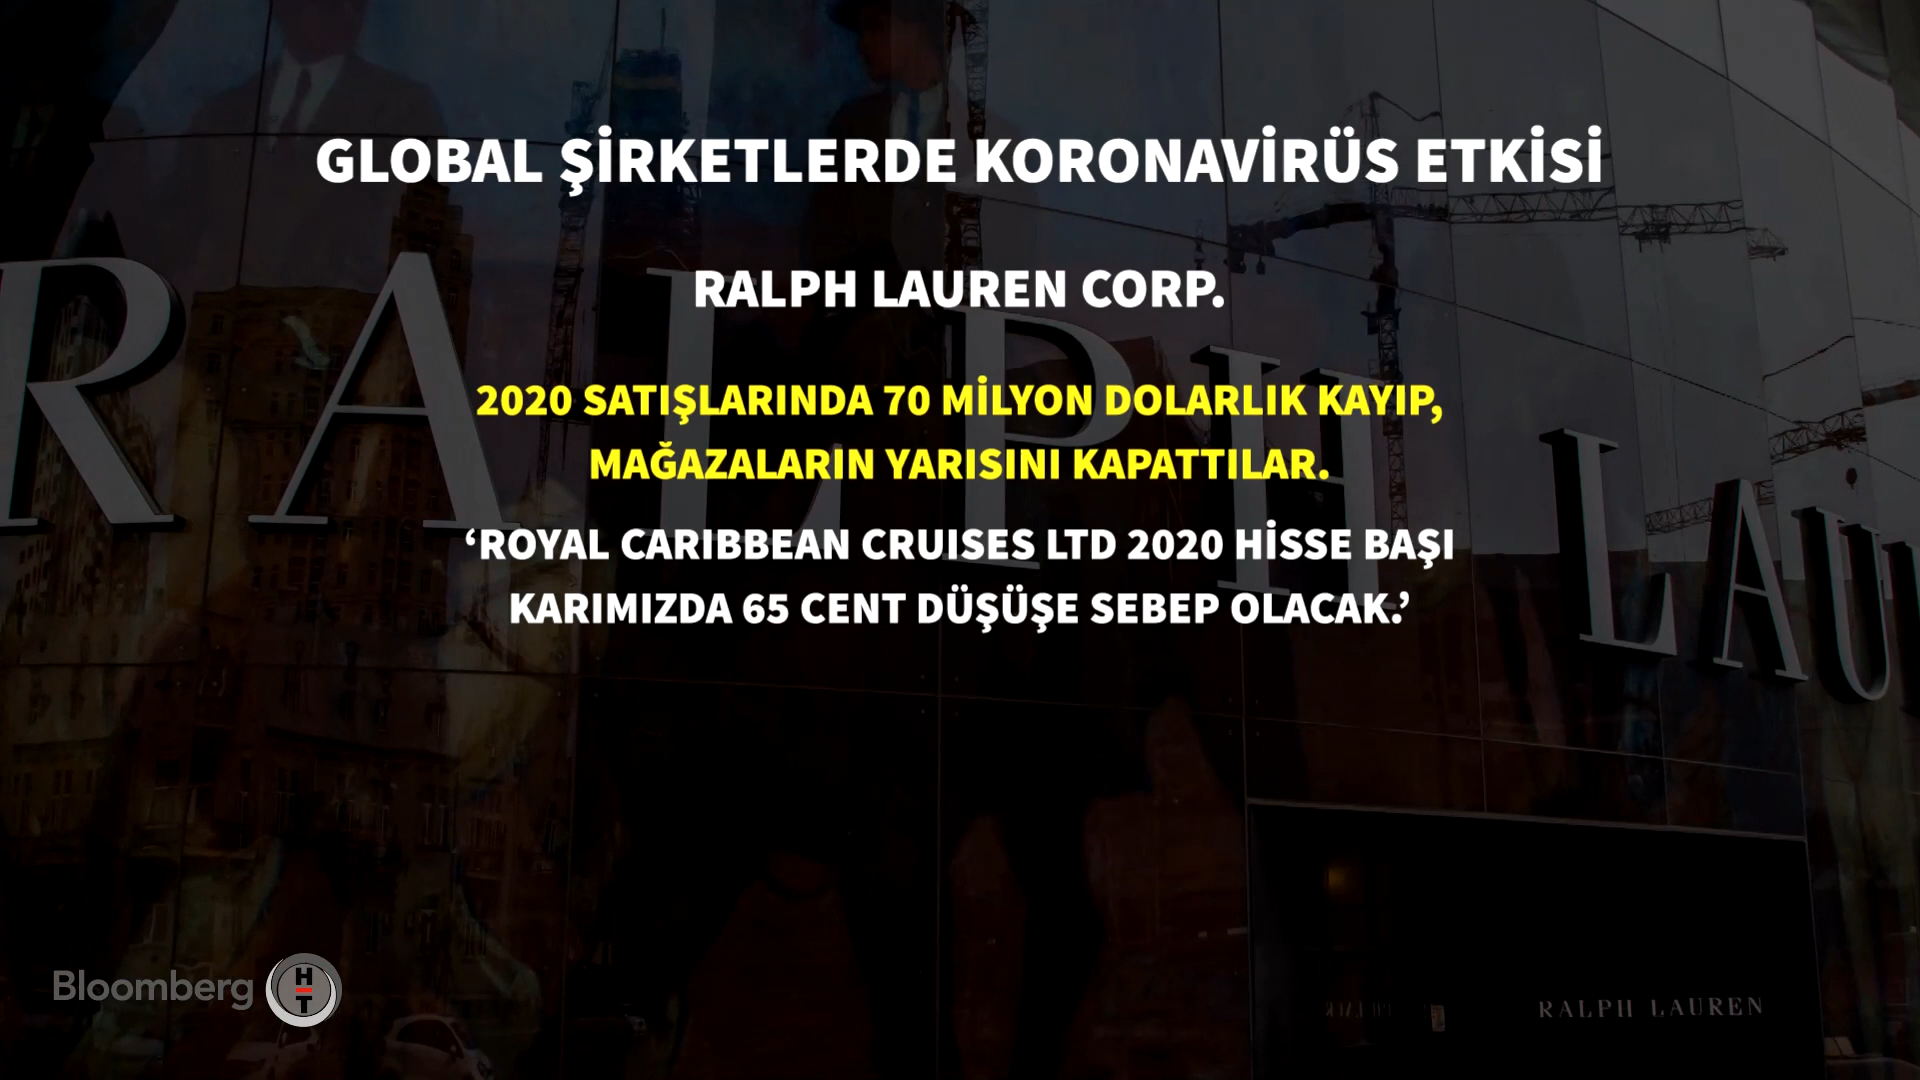 GLOBAL ŞİRKETLERDE KORONAVİRÜS ETKİSİ
RALPH LAUREN CORP.
2020 SATIŞLARINDA 70 MİLYON DOLARLIK KAYIP,
MAĞAZALARIN YARISINI KAPATTILAR.
‘ROYAL CARIBBEAN CRUISES LTD 2020 HİSSE BAŞI
KARIMIZDA 65 CENT DÜŞÜŞE SEBEP OLACAK.’
RALPH LAU
Bloomberg HT
RALPH LAUREN